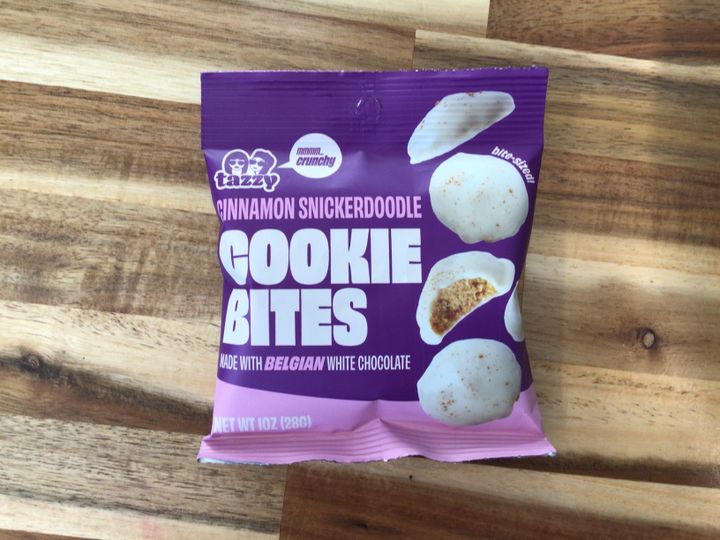 tazzy
mmmm...
crunchy
bite-sized!
CINNAMON SNICKERDOODLE
COOKIE
BITES
MADE WITH BELGIAN WHITE CHOCOLATE
NET WT 1OZ (28G)